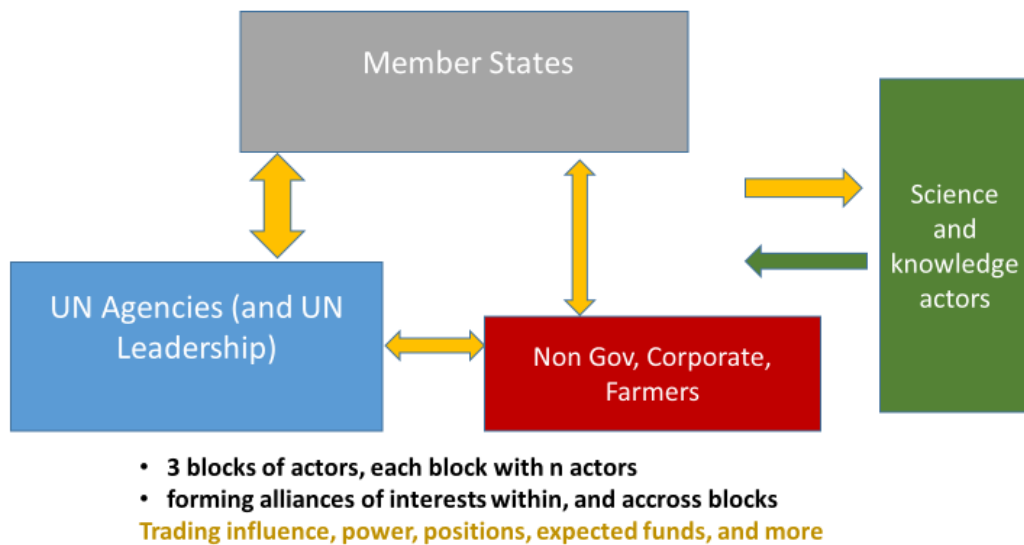 Member States
Science
and
knowledge
actors
UN Agencies (and UN
Leadership)
Non Gov, Corporate,
Farmers
• 3 blocks of actors, each block with n actors
• forming alliances of interests within, and accross blocks
Trading influence, power, positions, expected funds, and more